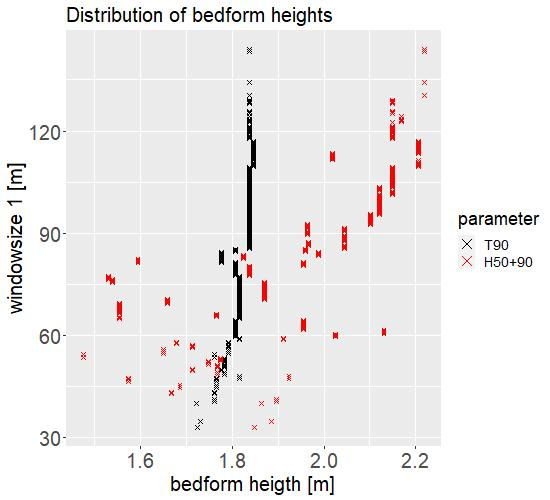 Distribution of bedform heights
windowsize 1 [m]
120
90
60
30
1.6 1.8 2.0 2.2
bedform heigth [m]
parameter
T90
H50+90